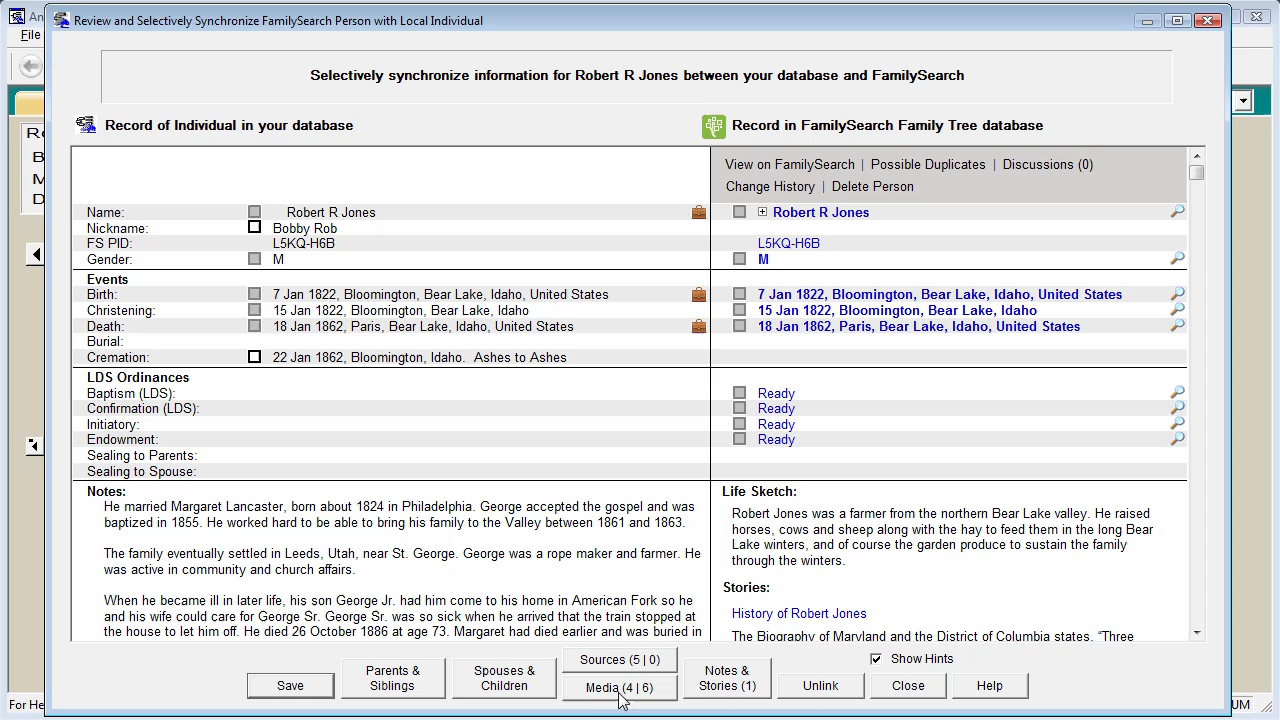 An
Review and Selectively Synchronize FamilySearch Person with Local Individual
File
Selectively synchronize information for Robert R Jones between your database and FamilySearch
Record of Individual in your database
Record in FamilySearch Family Tree database
View on FamilySearch | Possible Duplicates | Discussions (0)
Change History | Delete Person
Name: Robert R Jones Robert R Jones
Nickname: Bobby Rob
FS PID: L5KQ-H6B L5KQ-H6B
Gender: M M
Events
Birth: 7 Jan 1822, Bloomington, Bear Lake, Idaho, United States 7 Jan 1822, Bloomington, Bear Lake, Idaho, United States
Christening: 15 Jan 1822, Bloomington, Bear Lake, Idaho 15 Jan 1822, Bloomington, Bear Lake, Idaho
Death: 18 Jan 1862, Paris, Bear Lake, Idaho, United States 18 Jan 1862, Paris, Bear Lake, Idaho, United States
Burial:
Cremation: 22 Jan 1862, Bloomington, Idaho. Ashes to Ashes
LDS Ordinances
Baptism (LDS): Ready
Confirmation (LDS): Ready
Initiatory: Ready
Endowment: Ready
Sealing to Parents:
Sealing to Spouse:
Notes:
He married Margaret Lancaster, born about 1824 in Philadelphia. George accepted the gospel and was
baptized in 1855. He worked hard to be able to bring his family to the Valley between 1861 and 1863.
The family eventually settled in Leeds, Utah, near St. George. George was a rope maker and farmer. He
was active in community and church affairs.
When he became ill in later life, his son George Jr. had him come to his home in American Fork so he
and his wife could care for George Sr. George Sr. was so sick when he arrived that the train stopped at
the house to let him off. He died 26 October 1886 at age 73. Margaret had died earlier and was buried in
Life Sketch:
Robert Jones was a farmer from the northern Bear Lake valley. He raised
horses, cows and sheep along with the hay to feed them in the long Bear
Lake winters, and of course the garden produce to sustain the family
through the winters.
Stories:
History of Robert Jones
The Biography of Maryland and the District of Columbia states. "Three
Save
Parents &
Siblings
Spouses &
Children
Sources (5 | 0)
Media (4 | 6)
Notes &
Stories (1)
Show Hints
Unlink
Close
Help
For He
UM